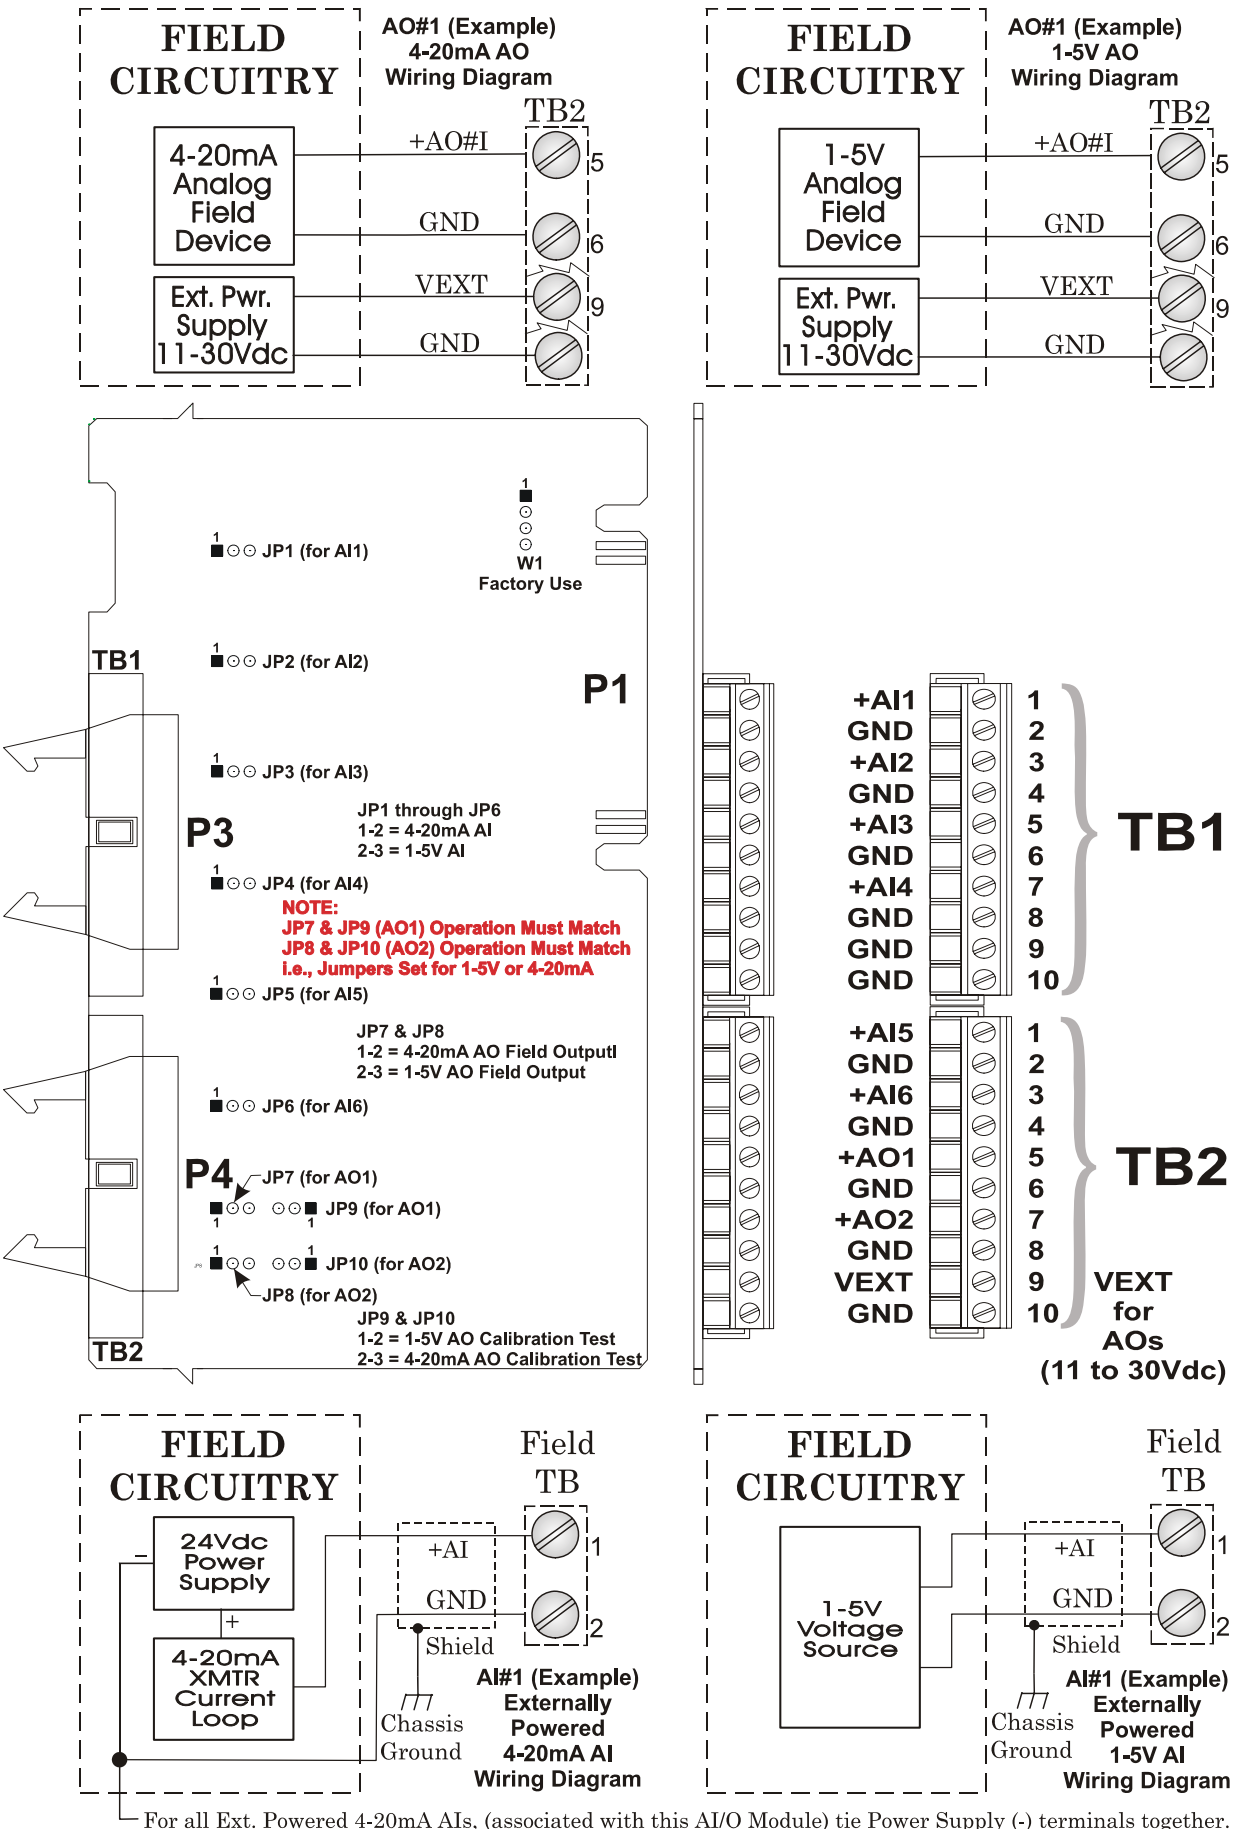 FIELD
CIRCUITRY
AO#1 (Example)
4-20mA AO
Wiring Diagram
TB2
4-20mA
Analog
Field
Device
+AO#I
5
GND
6
Ext. Pwr.
Supply
11-30Vdc
VEXT
9
GND
FIELD
CIRCUITRY
AO#1 (Example)
1-5V AO
Wiring Diagram
TB2
1-5V
Analog
Field
Device
+AO#I
5
GND
6
Ext. Pwr.
Supply
11-30Vdc
VEXT
9
GND
1
W1
Factory Use
1
JP1 (for AI1)
TB1
1
JP2 (for AI2)
P1
1
JP3 (for AI3)
P3
JP1 through JP6
1-2 = 4-20mA AI
2-3 = 1-5V AI
1
JP4 (for AI4)
NOTE:
JP7 & JP9 (AO1) Operation Must Match
JP8 & JP10 (AO2) Operation Must Match
i.e., Jumpers Set for 1-5V or 4-20mA
1
JP5 (for AI5)
JP7 & JP8
1-2 = 4-20mA AO Field Outputl
2-3 = 1-5V AO Field Output
1
JP6 (for AI6)
P4
JP7 (for AO1)
JP9 (for AO1)
1
1
1
1
JP8
JP10 (for AO2)
JP8 (for AO2)
JP9 & JP10
1-2 = 1-5V AO Calibration Test
2-3 = 4-20mA AO Calibration Test
TB2
+AI1 1
GND 2
+AI2 3
GND 4
+AI3 5
GND 6
+AI4 7
GND 8
GND 9
GND 10
TB1
+AI5 1
GND 2
+AI6 3
GND 4
+AO1 5
GND 6
+AO2 7
GND 8
VEXT 9
GND 10
TB2
VEXT
for
AOs
(11 to 30Vdc)
FIELD
CIRCUITRY
Field
TB
24Vdc
Power
Supply
–
+
4-20mA
XMTR
Current
Loop
+AI
1
GND
2
Shield
Chassis
Ground
AI#1 (Example)
Externally
Powered
4-20mA AI
Wiring Diagram
FIELD
CIRCUITRY
Field
TB
1-5V
Voltage
Source
+AI
1
GND
2
Shield
Chassis
Ground
AI#1 (Example)
Externally
Powered
1-5V AI
Wiring Diagram
For all Ext. Powered 4-20mA AIs, (associated with this AI/O Module) tie Power Supply (-) terminals together.